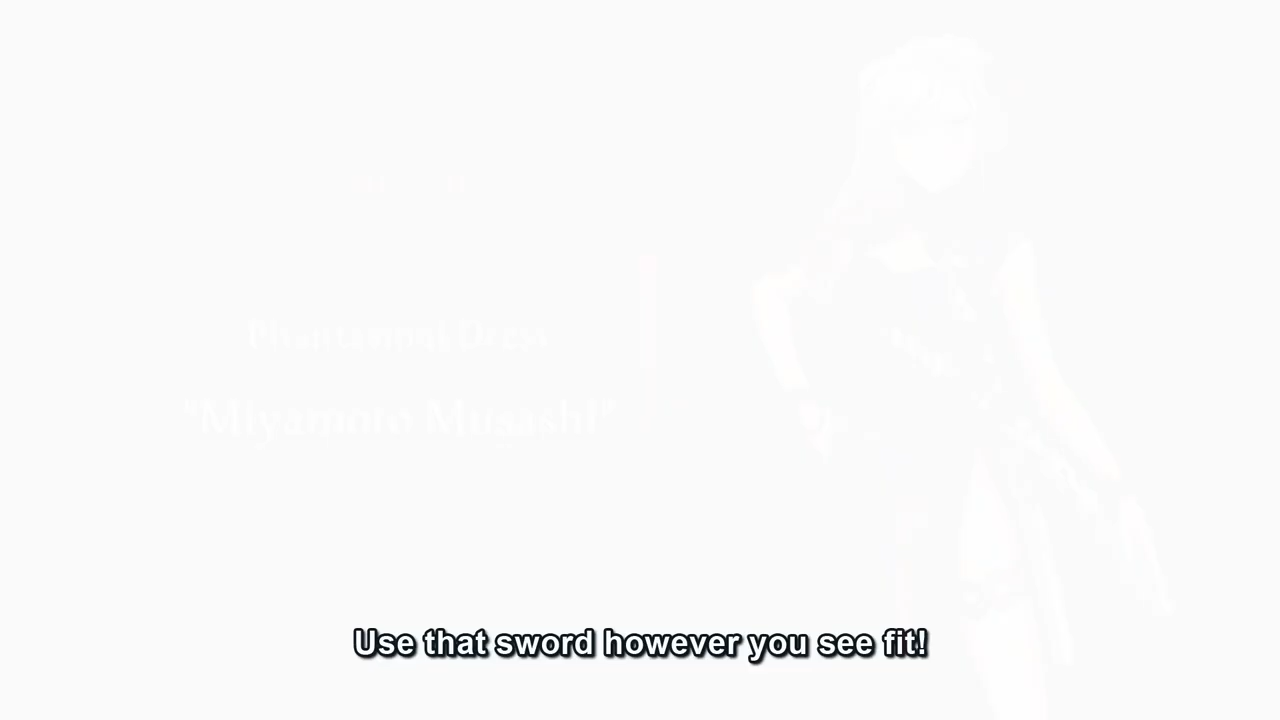 Phantasmal Dress
"Miyamoto Musashi"
Use that sword however you see fit!